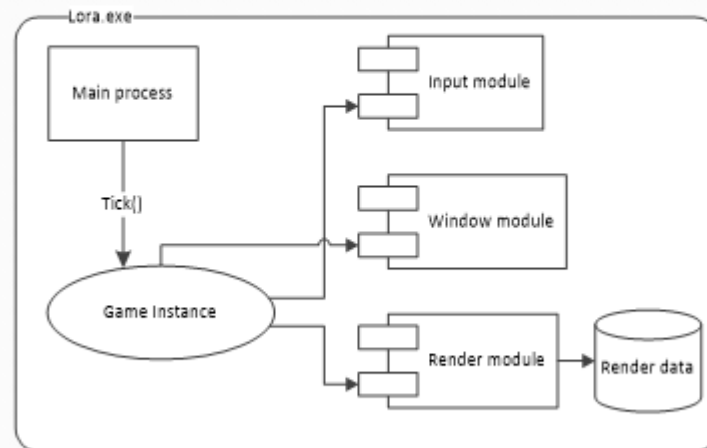 Lora.exe
Main process
Input module
Tick()
Window module
Game Instance
Render module
Render data